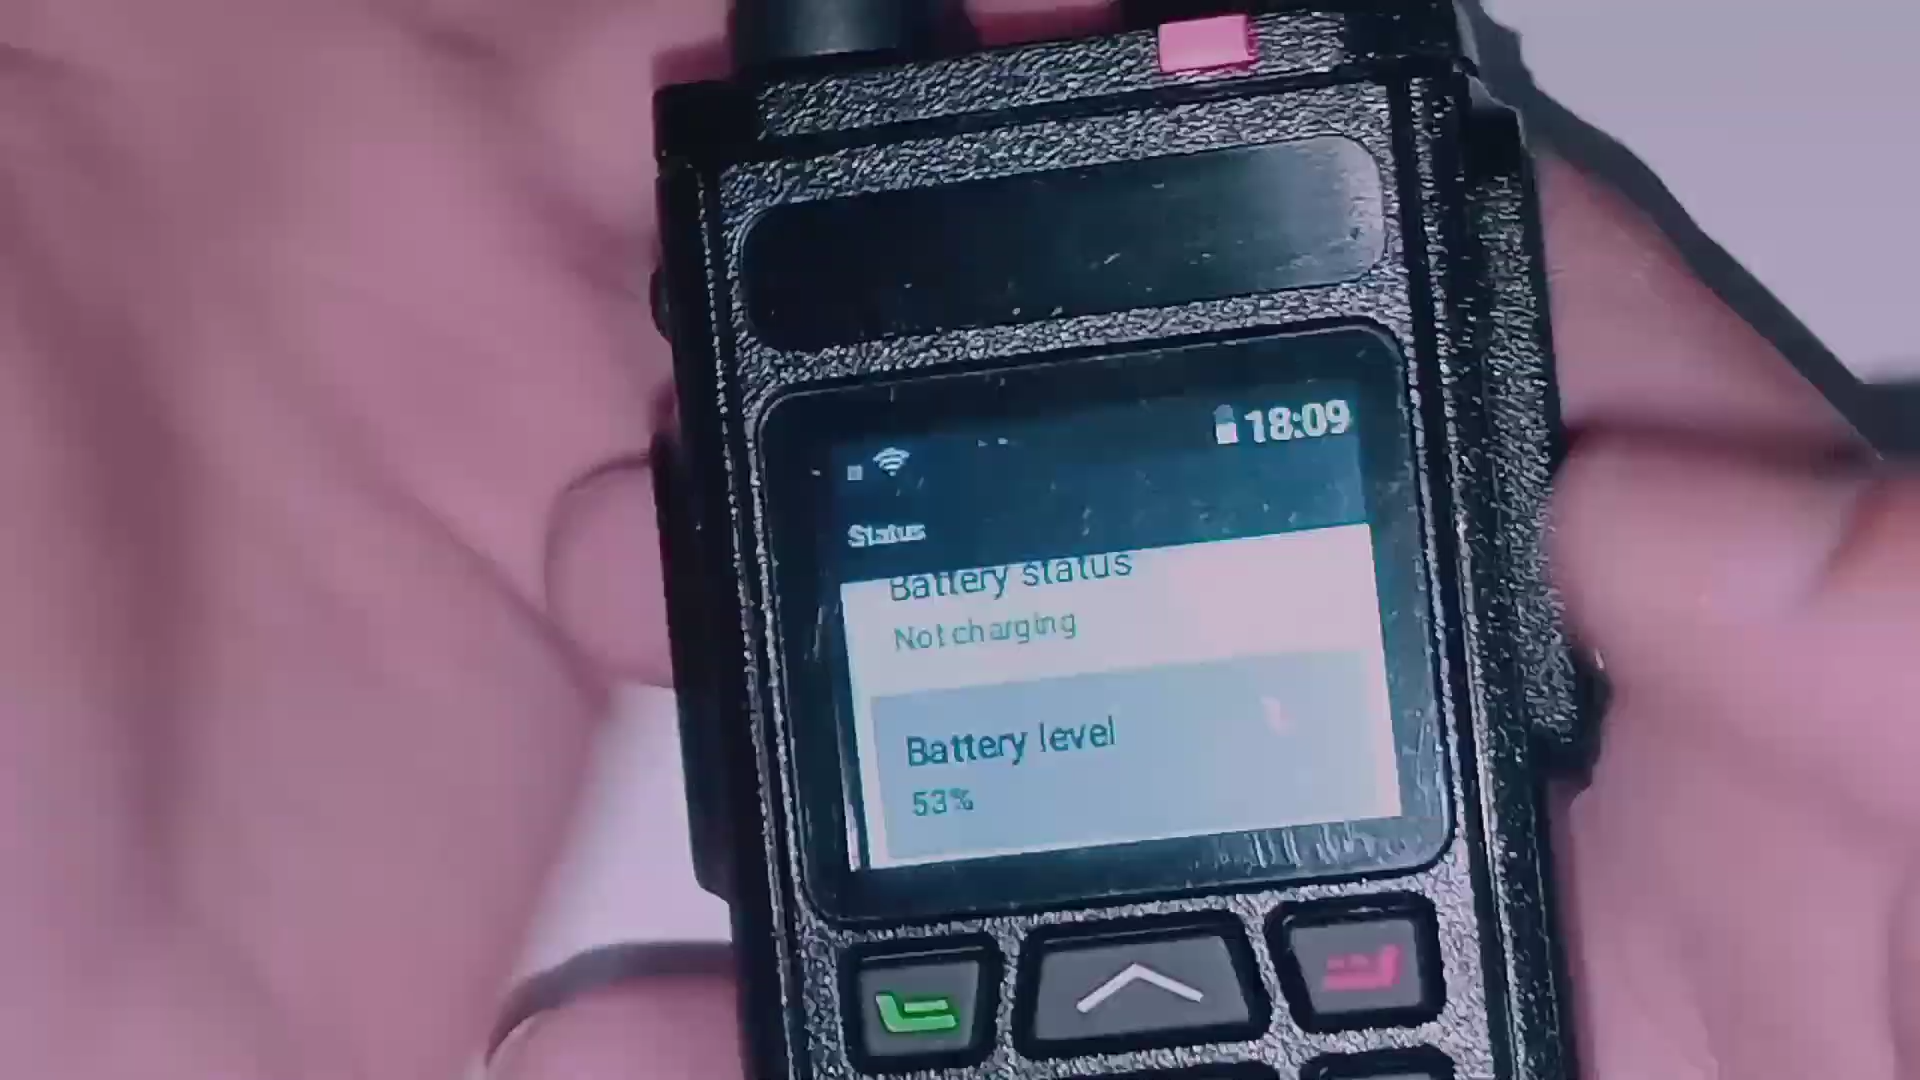 18:09
Status
Battery status
Not charging
Battery level
53%